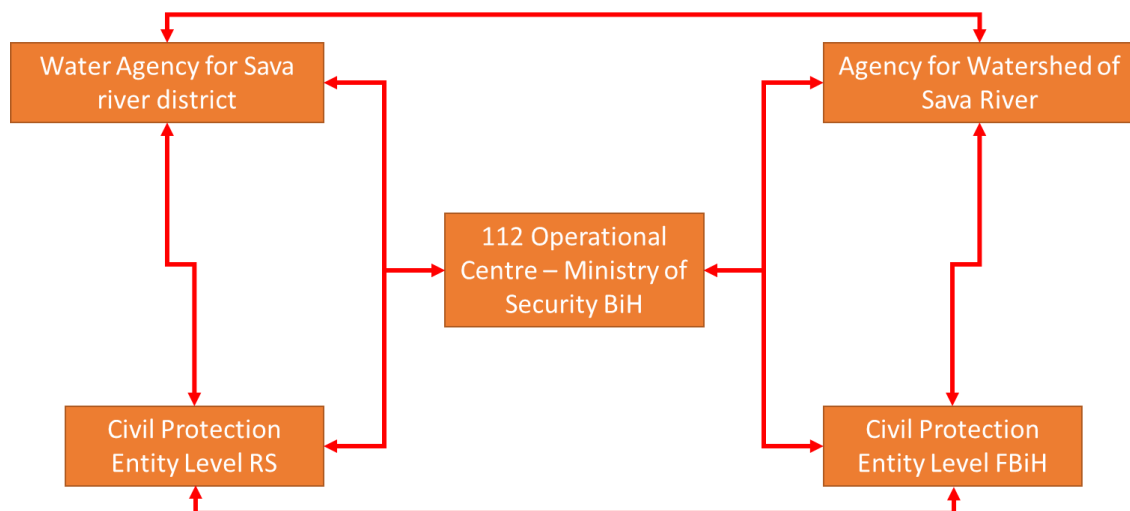 Water Agency for Sava
river district
Agency for Watershed of
Sava River
112 Operational
Centre – Ministry of
Security BiH
Civil Protection
Entity Level RS
Civil Protection
Entity Level FBiH